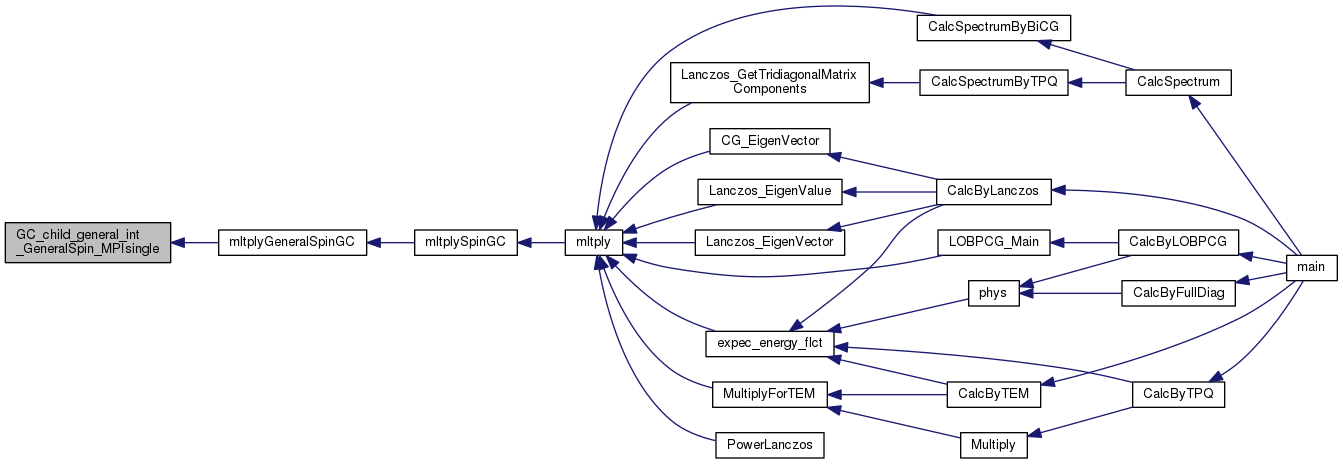 GC_child_general_int
_GeneralSpin_MPIsingle
mltplyGeneralSpinGC
mltplySpinGC
mltply
CalcSpectrumByBiCG
Lanczos_GetTridiagonalMatrix
Components
CalcSpectrumByTPQ
CalcSpectrum
CG_EigenVector
Lanczos_EigenValue
CalcByLanczos
Lanczos_EigenVector
LOBPCG_Main
CalcByLOBPCG
main
phys
CalcByFullDiag
expec_energy_flct
MultiplyForTEM
CalcByTEM
CalcByTPQ
PowerLanczos
Multiply